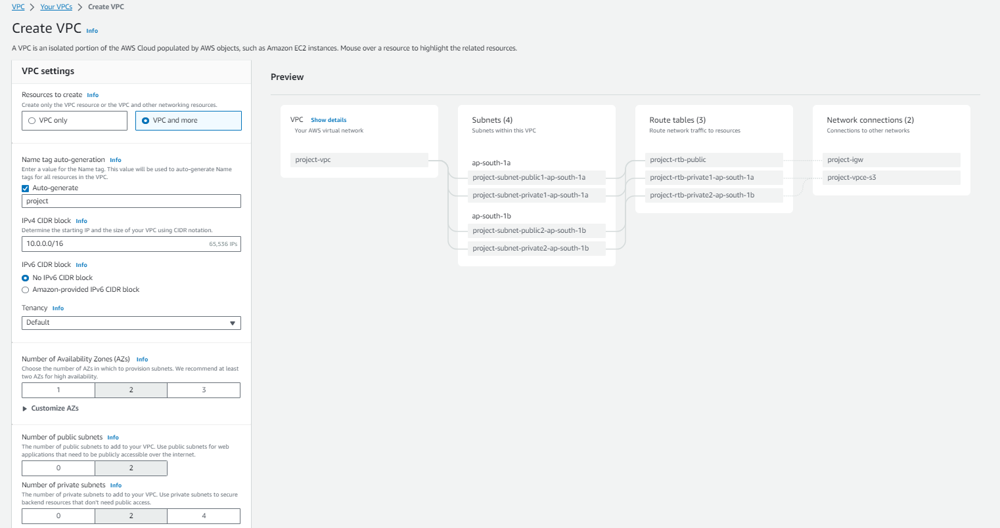 VPC > Your VPCs > Create VPC
Create VPC Info
A VPC is an isolated portion of the AWS Cloud populated by AWS objects, such as Amazon EC2 instances. Mouse over a resource to highlight the related resources.
VPC settings
Resources to create Info
Create only the VPC resource or the VPC and other networking resources.
VPC only
VPC and more
Name tag auto-generation Info
Enter a value for the Name tag. This value will be used to auto-generate Name
tags for all resources in the VPC.
Auto-generate
project
IPv4 CIDR block Info
Determine the starting IP and the size of your VPC using CIDR notation.
10.0.0.0/16 65,536 IPs
IPv6 CIDR block Info
No IPv6 CIDR block
Amazon-provided IPv6 CIDR block
Tenancy Info
Default
Number of Availability Zones (AZs) Info
Choose the number of AZs in which to provision subnets. We recommend at least
two AZs for high availability.
1 2 3
Customize AZs
Number of public subnets Info
The number of public subnets to add to your VPC. Use public subnets for web
applications that need to be publicly accessible over the internet.
0 2
Number of private subnets Info
The number of private subnets to add to your VPC. Use private subnets to secure
backend resources that don't need public access.
0 2 4
Preview
VPC Show details
Your AWS virtual network
project-vpc
Subnets (4)
Subnets within this VPC
ap-south-1a
project-subnet-public1-ap-south-1a
project-subnet-private1-ap-south-1a
ap-south-1b
project-subnet-public2-ap-south-1b
project-subnet-private2-ap-south-1b
Route tables (3)
Route network traffic to resources
project-rtb-public
project-rtb-private1-ap-south-1a
project-rtb-private2-ap-south-1b
Network connections (2)
Connections to other networks
project-igw
project-vpce-s3